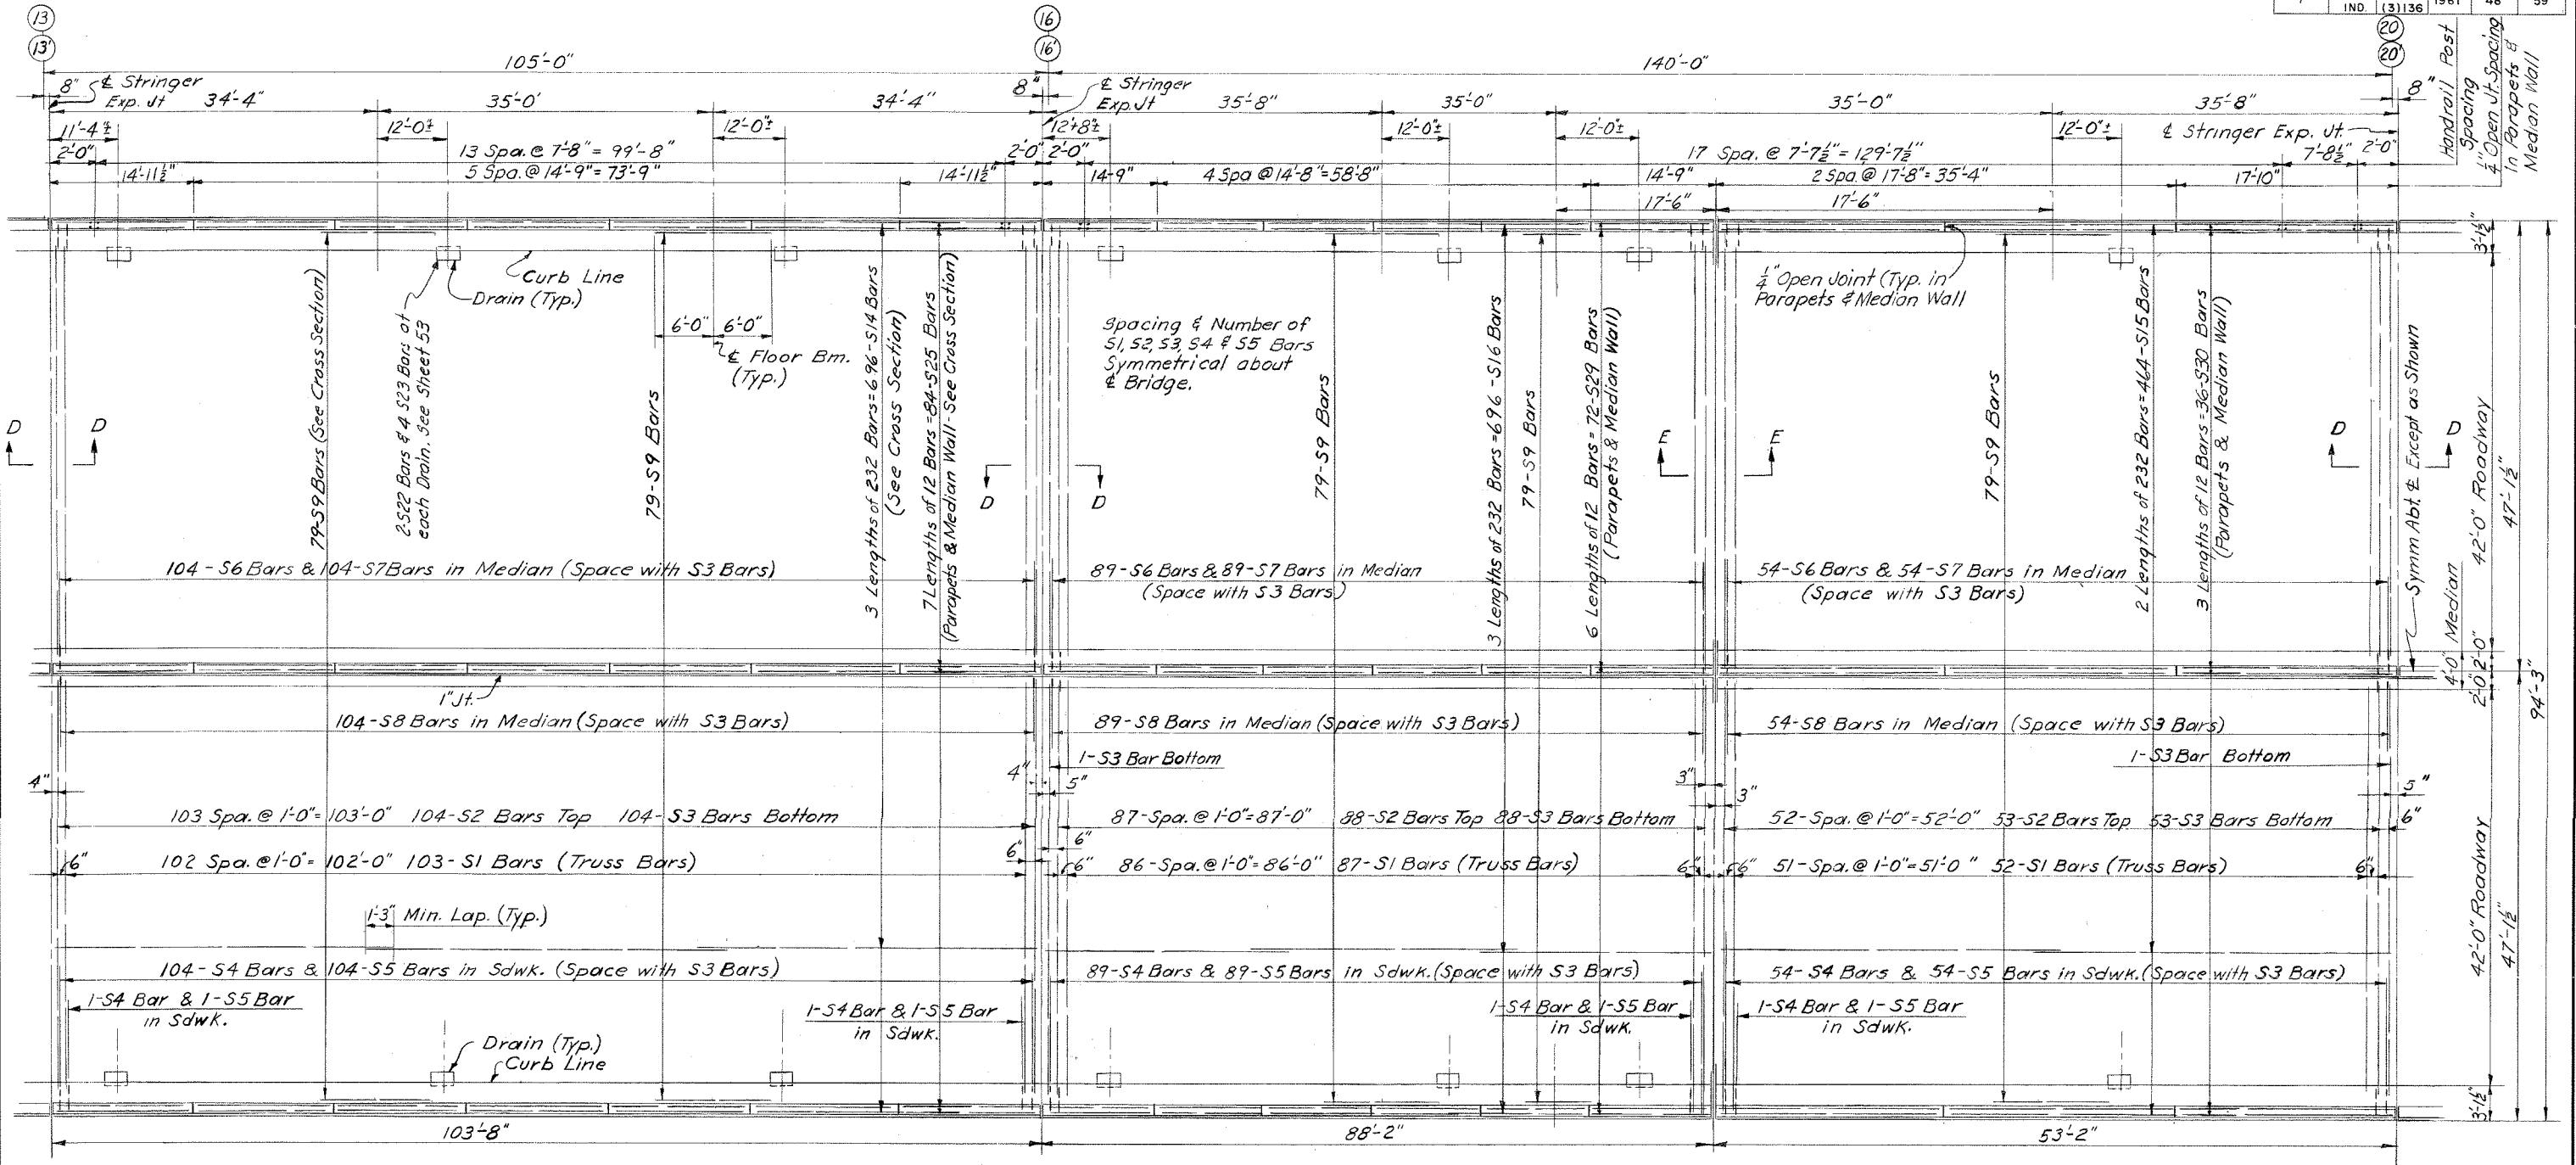 IND. (3)136 1961 48 59
13
13'
16
16'
20
20'
105'-0"
140'-0"
8"
℄ Stringer
Exp. Jt
34'-4"
35'-0'
34'-4"
8"
℄ Stringer
Exp. Jt
35'-8"
35'-0"
35'-0"
35'-8"
8"
Handrail Post
Spacing
¼" Open Jt. Spacing
In Parapets &
Median Wall
11'-4"±
12'-0"±
12'-0"±
12'+8"±
12'-0"±
12'-0"±
12'-0"±
℄ Stringer Exp. Jt.
2'-0"
13 Spa. @ 7'-8" = 99'-8"
2'-0"
2'-0"
17 Spa. @ 7'-7½" = 129'-7½"
7'-8½"
2'-0"
14'-11½"
5 Spa. @ 14'-9" = 73'-9"
14'-11½"
14'-9"
4 Spa @ 14'-8" = 58'-8"
14'-9"
2 Spa. @ 17'-8" = 35'-4"
17'-10"
17'-6"
17'-6"
3'-1½"
Curb Line
Drain (Typ.)
6'-0"
6'-0"
℄ Floor Bm.
(Typ.)
Spacing & Number of
S1, S2, S3, S4 & S5 Bars
Symmetrical about
℄ Bridge.
¼" Open Joint (Typ. in
Parapets & Median Wall
79-S9 Bars (See Cross Section)
2 S22 Bars & 4 S23 Bars at
each Drain. See Sheet 53
79-S9 Bars
3 Lengths of 232 Bars = 696-S14 Bars
(See Cross Section)
7 Lengths of 12 Bars = 84-S25 Bars
(Parapets & Median Wall - See Cross Section)
79-S9 Bars
3 Lengths of 232 Bars = 696-S16 Bars
79-S9 Bars
6 Lengths of 12 Bars = 72-S29 Bars
(Parapets & Median Wall)
79-S9 Bars
2 Lengths of 232 Bars = 464-S15 Bars
3 Lengths of 12 Bars = 36-S30 Bars
(Parapets & Median Wall)
Symm Abt. ℄ Except as Shown
D
D
D
D
E
E
D
D
42'-0" Roadway
47'-1½"
94'-3"
104-S6 Bars & 104-S7 Bars in Median (Space with S3 Bars)
89-S6 Bars & 89-S7 Bars in Median
(Space with S3 Bars)
54-S6 Bars & 54-S7 Bars in Median
(Space with S3 Bars)
4'-0" Median
2'-0"
2'-0"
1" Jt.
104-S8 Bars in Median (Space with S3 Bars)
89-S8 Bars in Median (Space with S3 Bars)
54-S8 Bars in Median (Space with S3 Bars)
1-S3 Bar Bottom
1-S3 Bar Bottom
4"
4"
5"
3"
3"
5"
103 Spa. @ 1'-0" = 103'-0" 104-S2 Bars Top 104-S3 Bars Bottom
87-Spa. @ 1'-0" = 87'-0" 88-S2 Bars Top 88-S3 Bars Bottom
52-Spa. @ 1'-0" = 52'-0" 53-S2 Bars Top 53-S3 Bars Bottom
6"
6"
6"
102 Spa. @ 1'-0" = 102'-0" 103-S1 Bars (Truss Bars)
6"
6"
86-Spa. @ 1'-0" = 86'-0" 87-S1 Bars (Truss Bars)
6"
6"
51-Spa. @ 1'-0" = 51'-0" 52-S1 Bars (Truss Bars)
6"
1'-3" Min. Lap. (Typ.)
42'-0" Roadway
47'-1½"
104-S4 Bars & 104-S5 Bars in Sdwk. (Space with S3 Bars)
89-S4 Bars & 89-S5 Bars in Sdwk. (Space with S3 Bars)
54-S4 Bars & 54-S5 Bars in Sdwk. (Space with S3 Bars)
1-S4 Bar & 1-S5 Bar
in Sdwk.
1-S4 Bar & 1-S5 Bar
in Sdwk.
1-S4 Bar & 1-S5 Bar
in Sdwk.
1-S4 Bar & 1-S5 Bar
in Sdwk.
Drain (Typ.)
Curb Line
3'-1½"
103'-8"
88'-2"
53'-2"